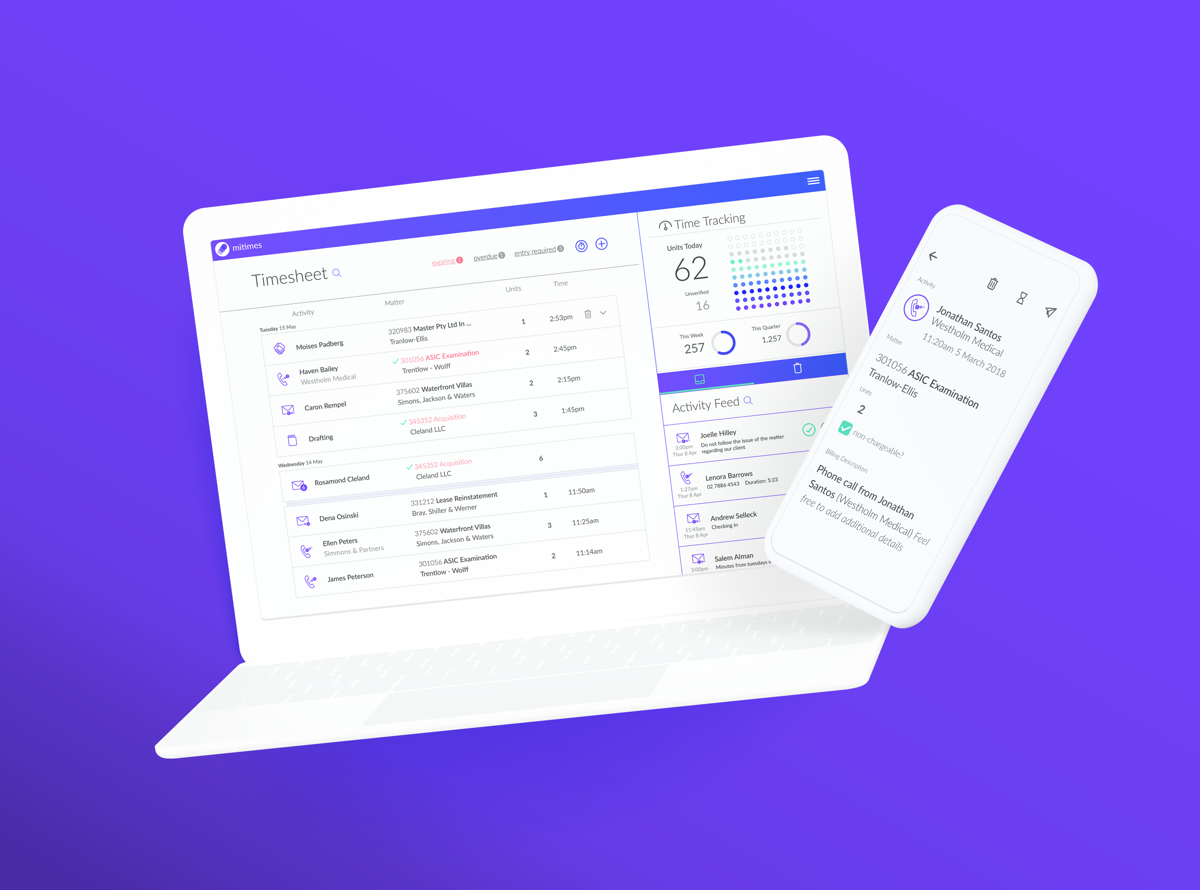 mitimes
Timesheet
expiring 1 overdue 1 entry required 3
Activity Matter Units Time
Tuesday 15 May
Moises Padberg
320983 Master Pty Ltd In ...
Tranlow-Ellis
1 2:53pm
Haven Bailey
Westholm Medical
301056 ASIC Examination
Trentlow - Wolff
2 2:45pm
Caron Rempel
375602 Waterfront Villas
Simons, Jackson & Waters
2 2:15pm
Drafting
345352 Acquisition
Cleland LLC
3 1:45pm
Wednesday 14 May
Rosamond Cleland
345352 Acquisition
Cleland LLC
6
Dena Osinski
331212 Lease Reinstatement
Bray, Shiller & Werner
1 11:50am
Ellen Peters
Simmons & Partners
375602 Waterfront Villas
Simons, Jackson & Waters
3 11:25am
James Peterson
301056 ASIC Examination
Trentlow - Wolff
2 11:14am
Time Tracking
Units Today
62
Unverified
16
This Week
257
This Quarter
1,257
Activity Feed
Joelle Hilley
Do not follow the issue of the matter
regarding our client
3:00pm
Thur 8 Apr
Lenora Barrows
02 7886 4543 Duration: 5:23
1:27pm
Thur 8 Apr
Andrew Selleck
Checking in
11:45am
Thur 8 Apr
Salem Alman
Minutes from tuesdays
3:00pm
Activity
Jonathan Santos
Westholm Medical
11:20am 5 March 2018
Matter
301056 ASIC Examination
Tranlow-Ellis
Units
2
non-chargeable?
Billing Description
Phone call from Jonathan
Santos (Westholm Medical) Feel
free to add additional details